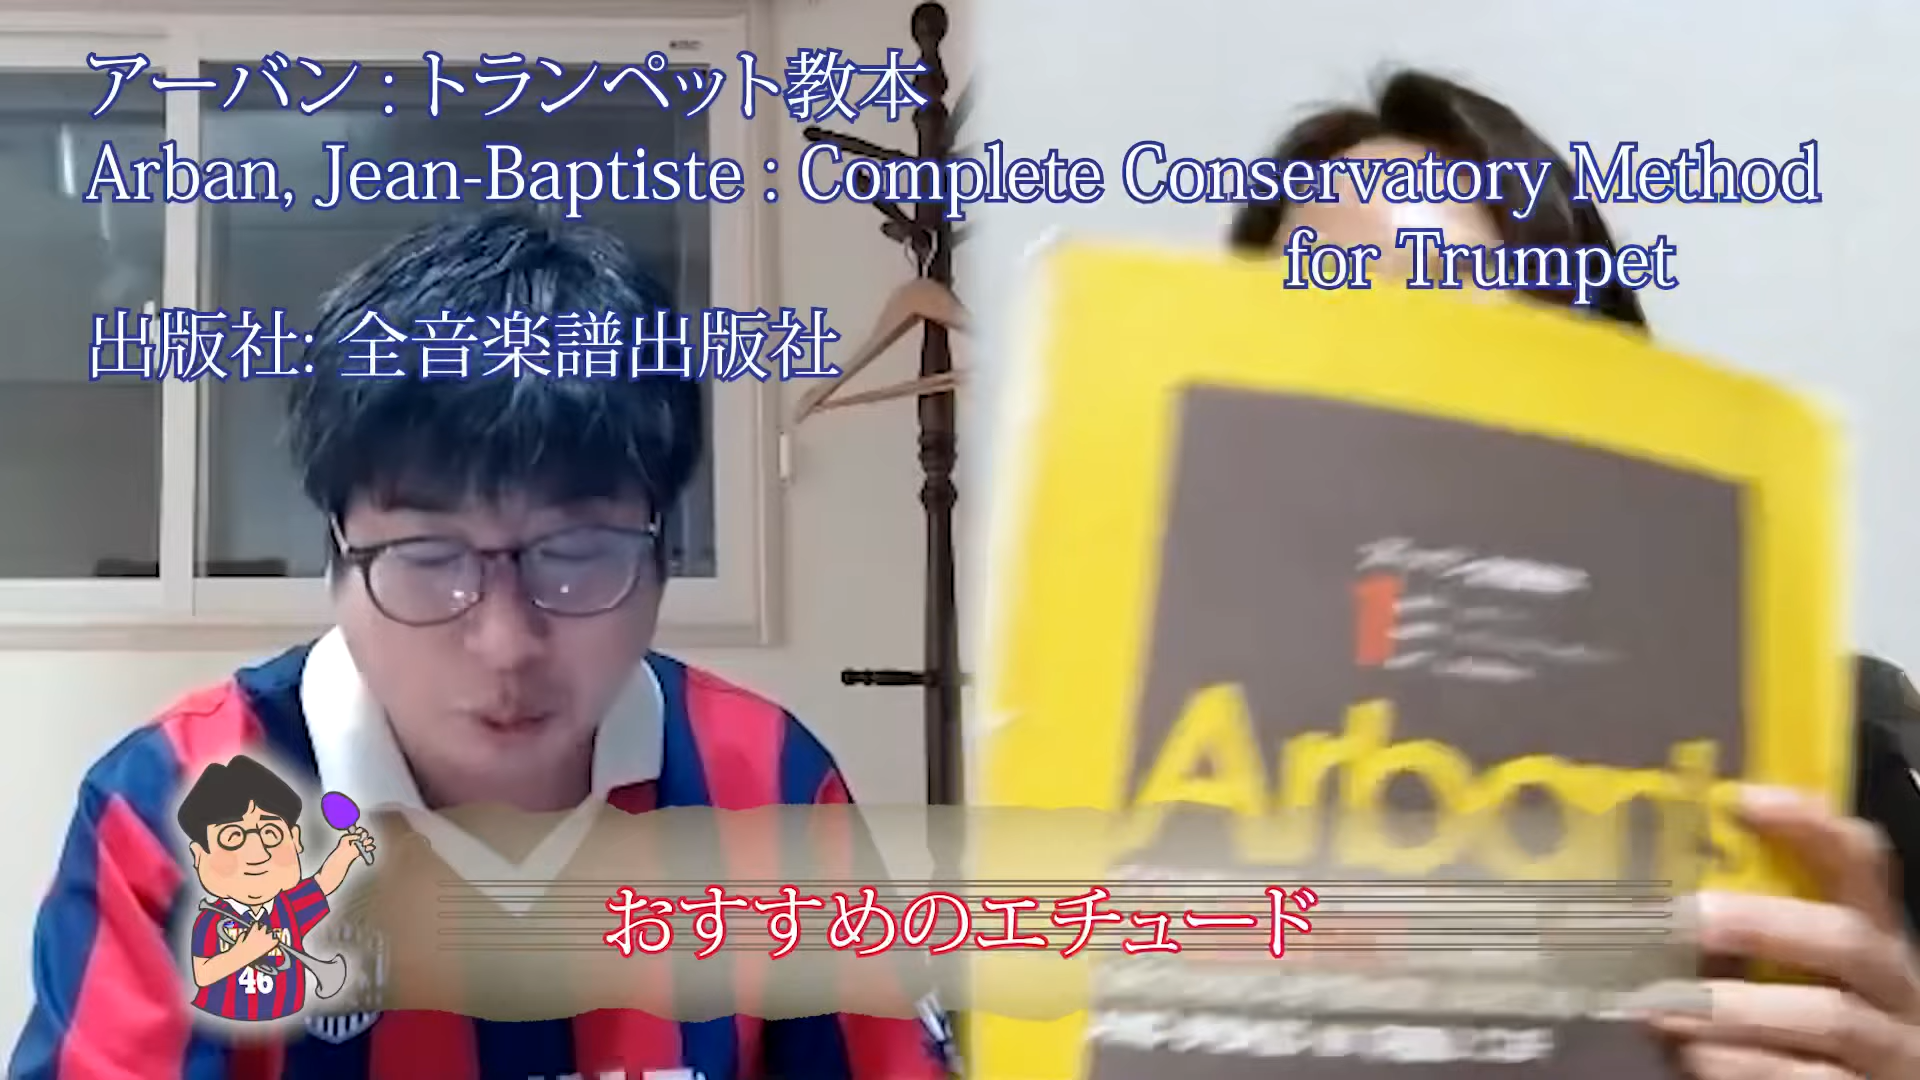 アーバン : トランペット教本
Arban, Jean-Baptiste : Complete Conservatory Method
for Trumpet
出版社: 全音楽譜出版社
Arban's
46
おすすめのエチュード